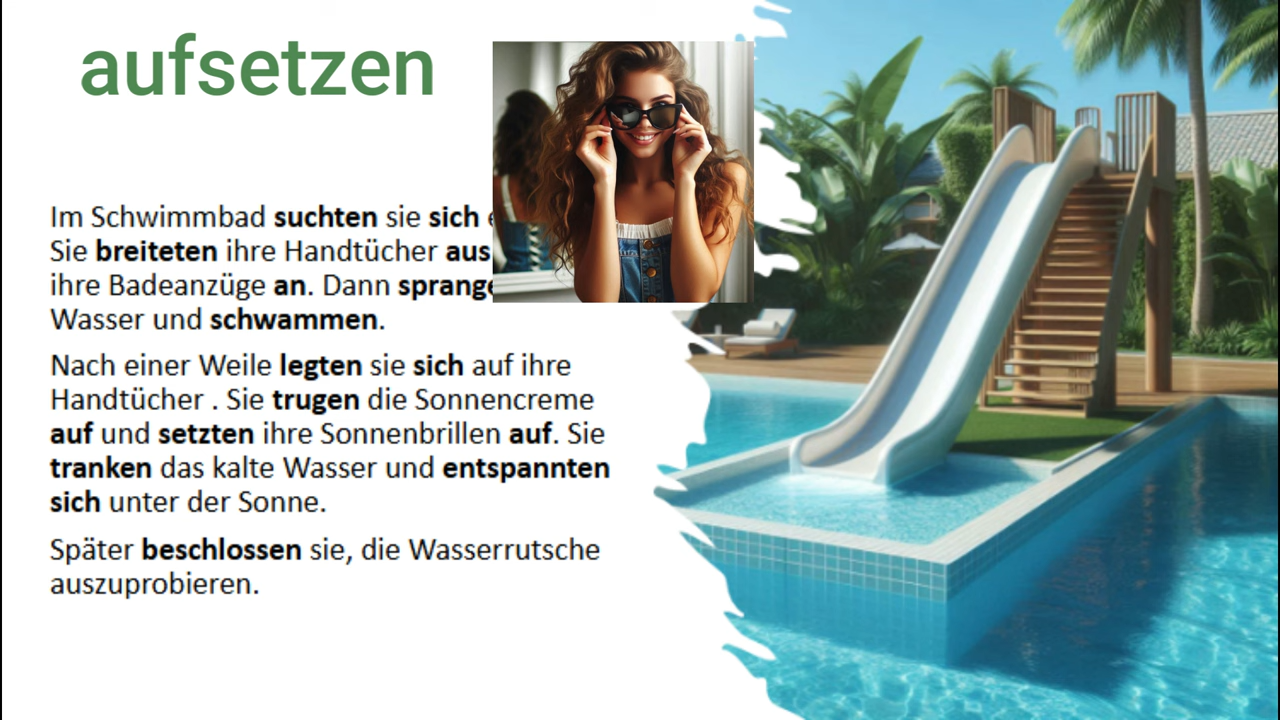 aufsetzen
Im Schwimmbad suchten sie sich
Sie breiteten ihre Handtücher aus
ihre Badeanzüge an. Dann sprange
Wasser und schwammen.
Nach einer Weile legten sie sich auf ihre
Handtücher . Sie trugen die Sonnencreme
auf und setzten ihre Sonnenbrillen auf. Sie
tranken das kalte Wasser und entspannten
sich unter der Sonne.
Später beschlossen sie, die Wasserrutsche
auszuprobieren.